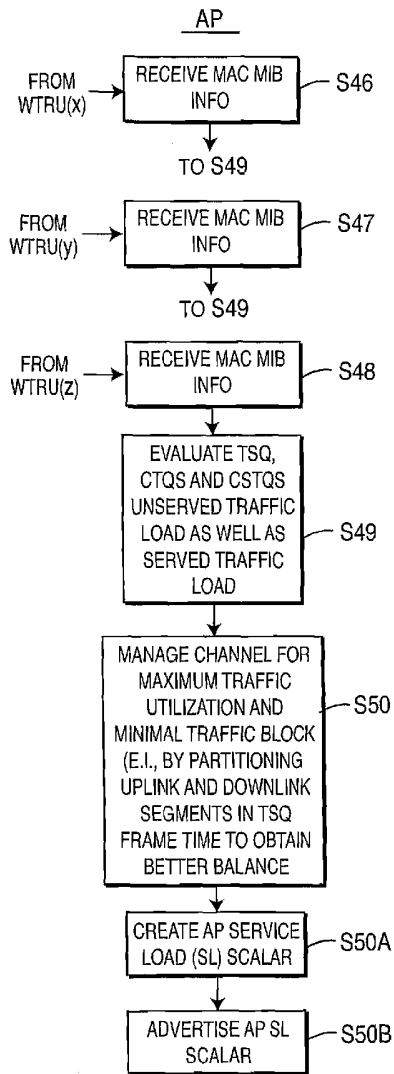 AP
FROM
WTRU(x)
RECEIVE MAC MIB
INFO
S46
TO S49
FROM
WTRU(y)
RECEIVE MAC MIB
INFO
S47
TO S49
FROM
WTRU(z)
RECEIVE MAC MIB
INFO
S48
EVALUATE TSQ,
CTQS AND CSTQS
UNSERVED TRAFFIC
LOAD AS WELL AS
SERVED TRAFFIC
LOAD
S49
MANAGE CHANNEL FOR
MAXIMUM TRAFFIC
UTILIZATION AND
MINIMAL TRAFFIC BLOCK
(E.I., BY PARTITIONING
UPLINK AND DOWNLINK
SEGMENTS IN TSQ
FRAME TIME TO OBTAIN
BETTER BALANCE
S50
CREATE AP SERVICE
LOAD (SL) SCALAR
S50A
ADVERTISE AP SL
SCALAR
S50B